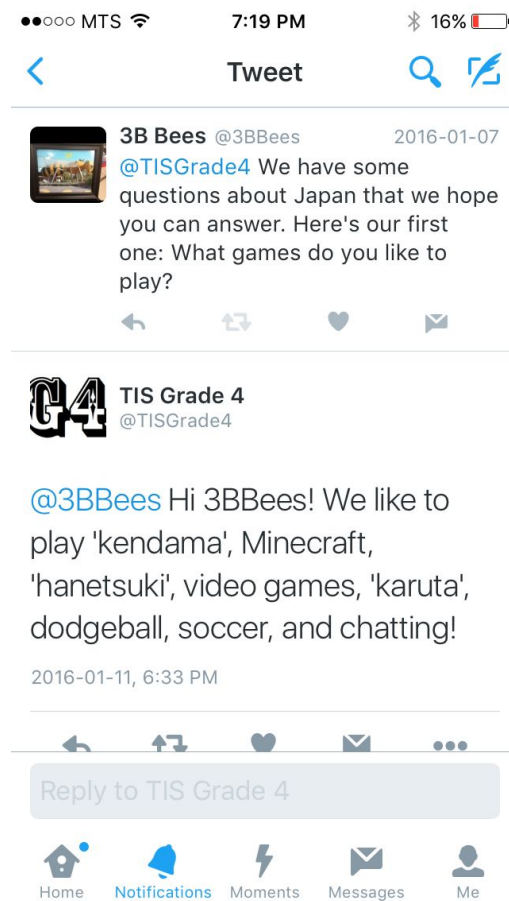 MTS 7:19 PM 16%
Tweet
3B Bees @3BBees 2016-01-07
@TISGrade4 We have some
questions about Japan that we hope
you can answer. Here's our first
one: What games do you like to
play?
G4
TIS Grade 4
@TISGrade4
@3BBees Hi 3BBees! We like to
play 'kendama', Minecraft,
'hanetsuki', video games, 'karuta',
dodgeball, soccer, and chatting!
2016-01-11, 6:33 PM
Reply to TIS Grade 4
Home Notifications Moments Messages Me